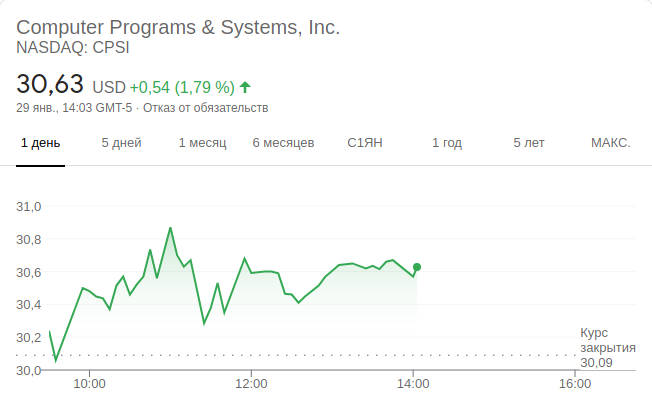 Computer Programs & Systems, Inc.
NASDAQ: CPSI
30,63 USD +0,54 (1,79 %)
29 янв., 14:03 GMT-5 · Отказ от обязательств
1 день 5 дней 1 месяц 6 месяцев С1ЯН 1 год 5 лет МАКС.
31,0
30,8
30,6
30,4
30,2
30,0
Курс
закрытия
30,09
10:00 12:00 14:00 16:00